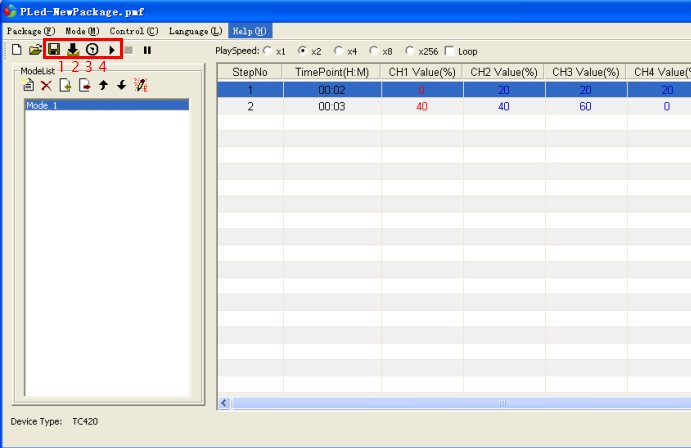 PLed-NewPackage.pmf
Package(F) Mode(M) Control(C) Language(L) Help(H)
PlaySpeed: x1 x2 x4 x8 x256 Loop
1 2 3 4
ModeList
Mode_1
StepNo TimePoint(H:M) CH1 Value(%) CH2 Value(%) CH3 Value(%) CH4 Value(%)
1 00:02 0 20 20 20
2 00:03 40 40 60 0
Device Type: TC420